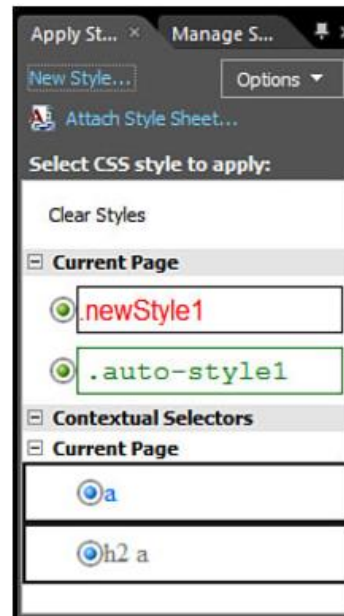 Apply St... × Manage S...
New Style... Options
Attach Style Sheet...
Select CSS style to apply:
Clear Styles
Current Page
.newStyle1
.auto-style1
Contextual Selectors
Current Page
a
h2 a